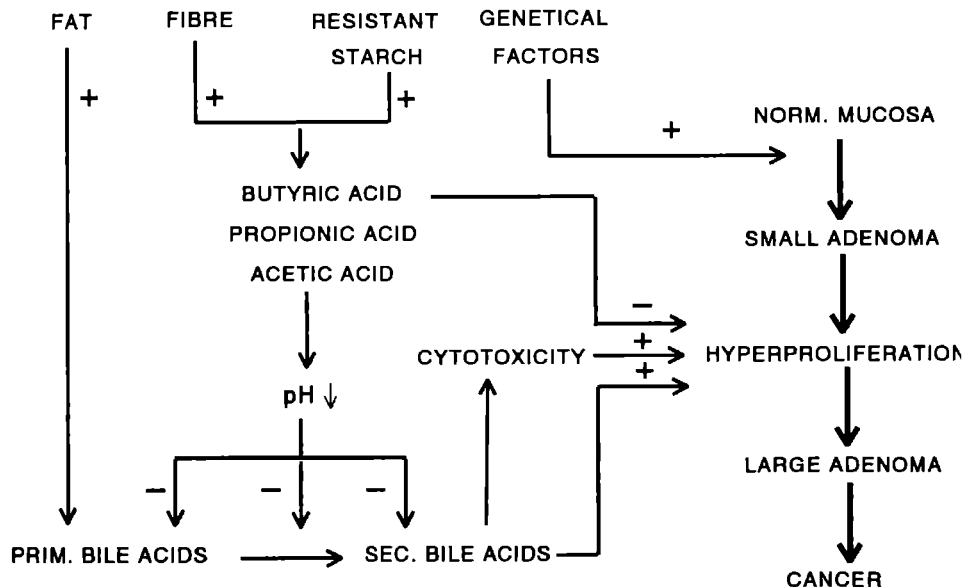 FAT
FIBRE
RESISTANT
STARCH
GENETICAL
FACTORS
+
+
+
+
NORM. MUCOSA
BUTYRIC ACID
PROPIONIC ACID
ACETIC ACID
SMALL ADENOMA
−
CYTOTOXICITY
+
+
HYPERPROLIFERATION
pH ↓
LARGE ADENOMA
−
−
−
PRIM. BILE ACIDS
SEC. BILE ACIDS
CANCER